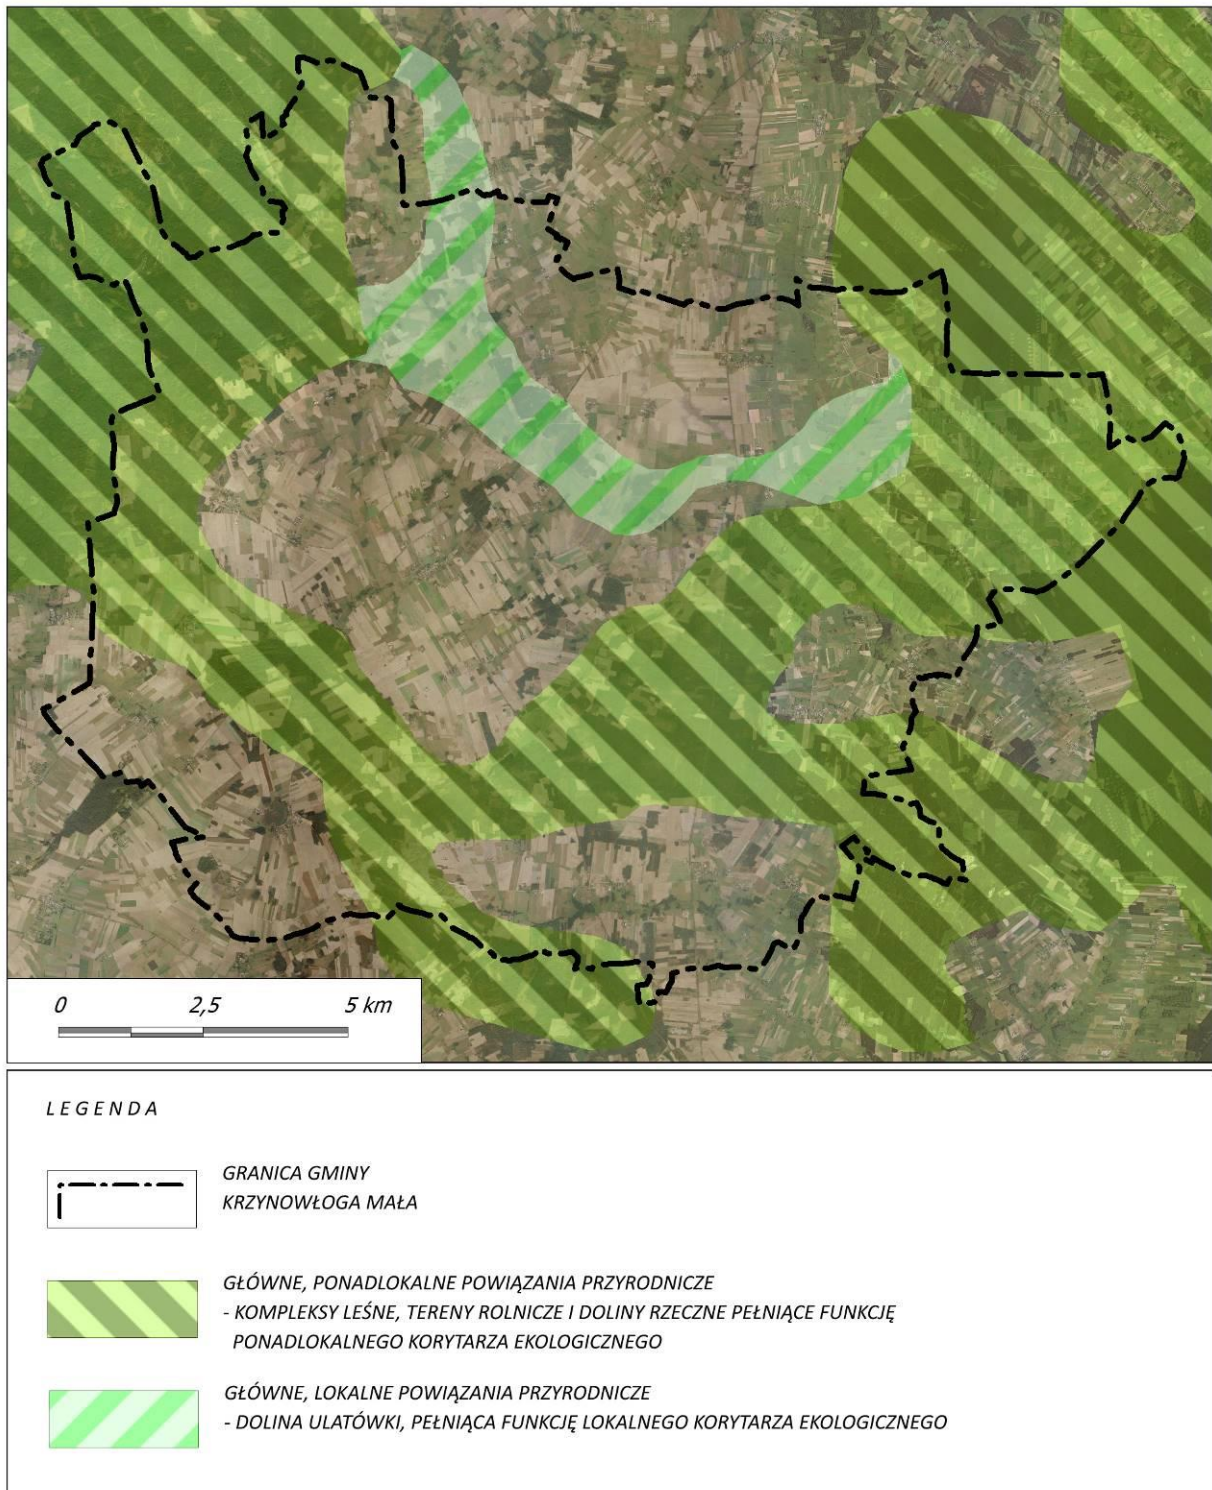 0 2,5 5 km
LEGENDA
GRANICA GMINY
KRZYNOWŁOGA MAŁA
GŁÓWNE, PONADLOKALNE POWIĄZANIA PRZYRODNICZE
- KOMPLEKSY LEŚNE, TERENY ROLNICZE I DOLINY RZECZNE PEŁNIĄCE FUNKCJĘ
PONADLOKALNEGO KORYTARZA EKOLOGICZNEGO
GŁÓWNE, LOKALNE POWIĄZANIA PRZYRODNICZE
- DOLINA ULATÓWKI, PEŁNIĄCA FUNKCJĘ LOKALNEGO KORYTARZA EKOLOGICZNEGO